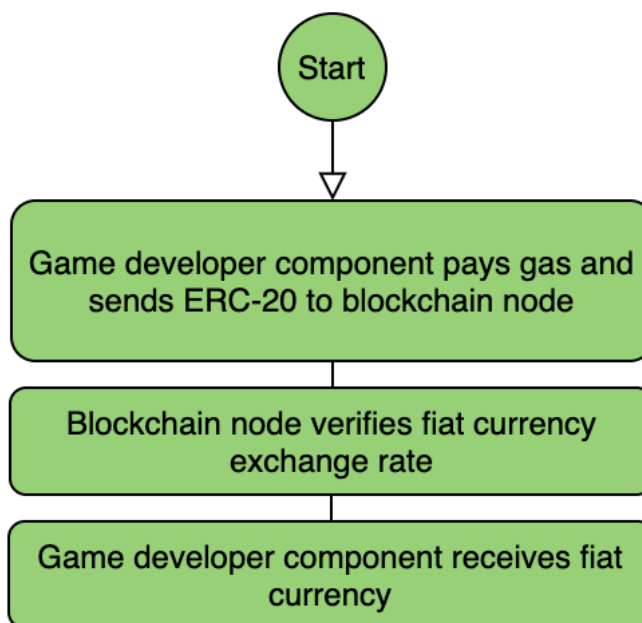 Start
Game developer component pays gas and
sends ERC-20 to blockchain node
Blockchain node verifies fiat currency
exchange rate
Game developer component receives fiat
currency